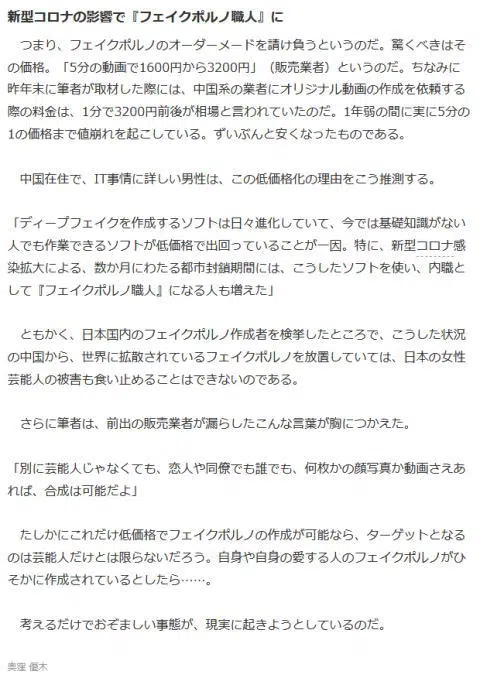 新型コロナの影響で『フェイクポルノ職人』に
つまり、フェイクポルノのオーダーメードを請け負うというのだ。驚くべきはそ
の価格。「5分の動画で1600円から3200円」（販売業者）というのだ。ちなみに
昨年末に筆者が取材した際には、中国系の業者にオリジナル動画の作成を依頼する
際の料金は、1分で3200円前後が相場と言われていたのだ。1年弱の間に実に5分の
1の価格まで値崩れを起こしている。ずいぶんと安くなったものである。
中国在住で、IT事情に詳しい男性は、この低価格化の理由をこう推測する。
「ディープフェイクを作成するソフトは日々進化していて、今では基礎知識がない
人でも作業できるソフトが低価格で出回っていることが一因。特に、新型コロナ感
染拡大による、数か月にわたる都市封鎖期間には、こうしたソフトを使い、内職と
して『フェイクポルノ職人』になる人も増えた」
ともかく、日本国内のフェイクポルノ作成者を検挙したところで、こうした状況
の中国から、世界に拡散されているフェイクポルノを放置していては、日本の女性
芸能人の被害も食い止めることはできないのである。
さらに筆者は、前出の販売業者が漏らしたこんな言葉が胸につかえた。
「別に芸能人じゃなくても、恋人や同僚でも誰でも、何枚かの顔写真か動画さえあ
れば、合成は可能だよ」
たしかにこれだけ低価格でフェイクポルノの作成が可能なら、ターゲットとなる
のは芸能人だけとは限らないだろう。自身や自身の愛する人のフェイクポルノがひ
そかに作成されているとしたら……。
考えるだけでおぞましい事態が、現実に起きようとしているのだ。
奥窪 優木